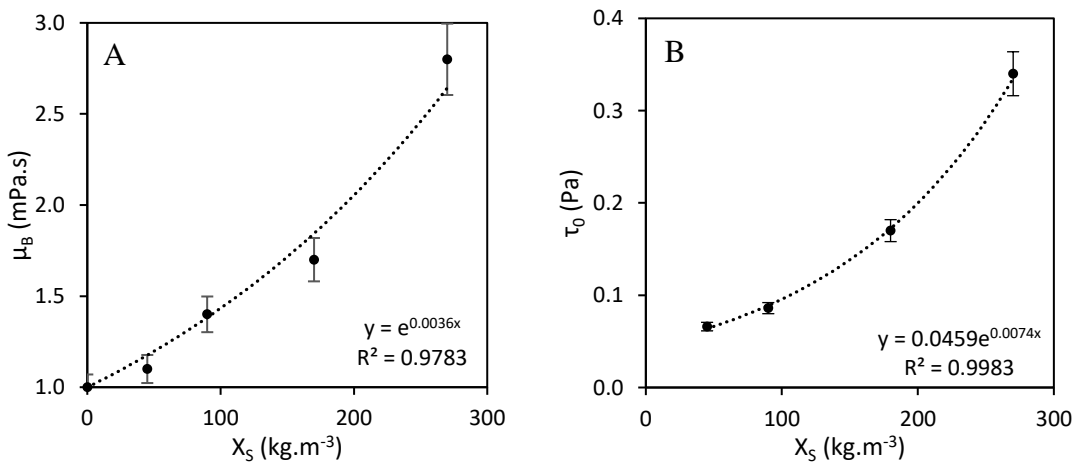 A
3.0
2.5
2.0
1.5
1.0
μB (mPa.s)
y = e^0.0036x
R² = 0.9783
0 100 200 300
XS (kg.m⁻³)
B
0.4
0.3
0.2
0.1
0.0
τ0 (Pa)
y = 0.0459e^0.0074x
R² = 0.9983
0 100 200 300
XS (kg.m⁻³)